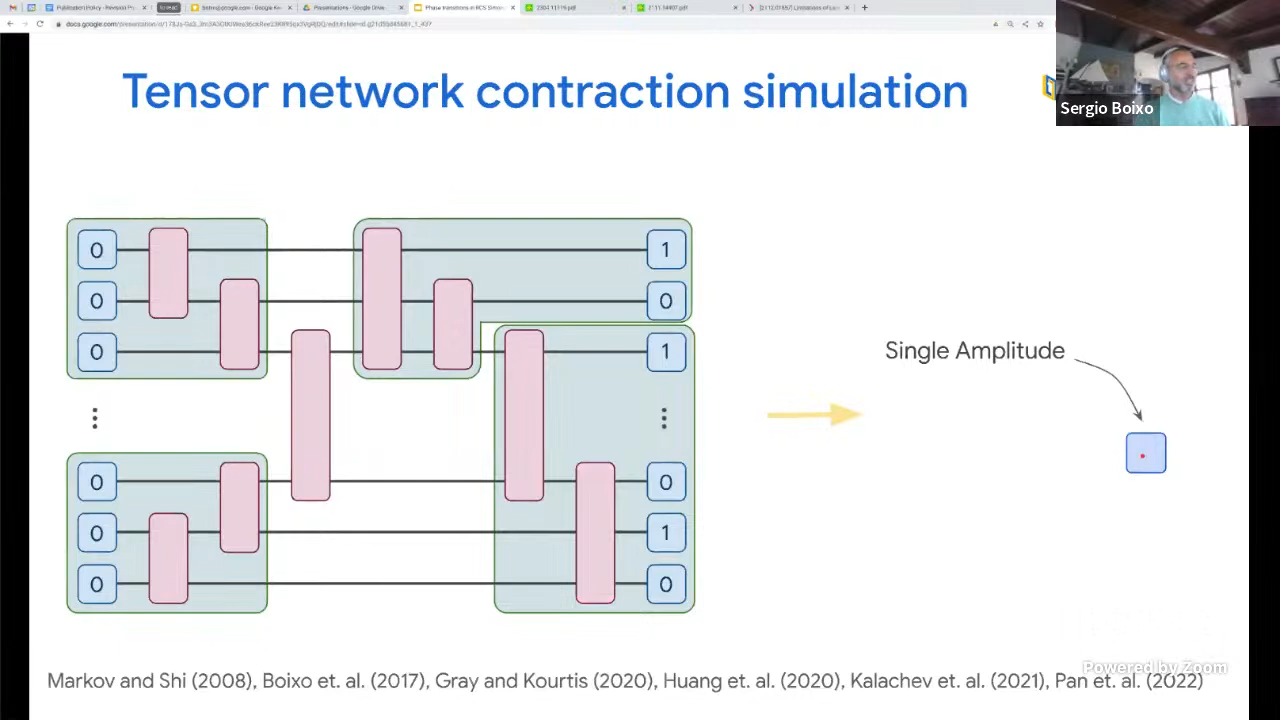 Tensor network contraction simulation
Sergio Boixo
0 1
0 0
0 1
Single Amplitude
0 0
0 1
0 0
Powered by Zoom
Markov and Shi (2008), Boixo et. al. (2017), Gray and Kourtis (2020), Huang et. al. (2020), Kalachev et. al. (2021), Pan et. al. (2022)